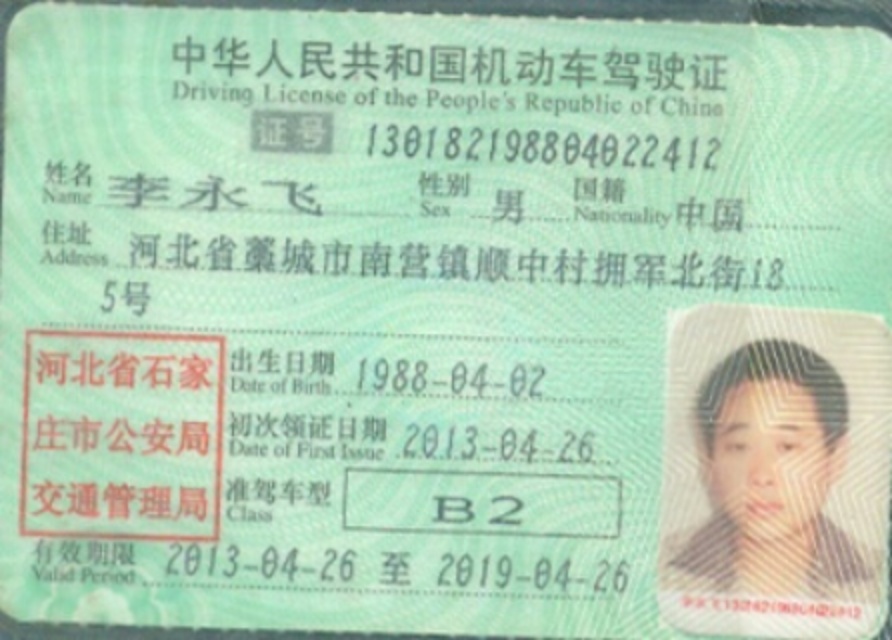 中华人民共和国机动车驾驶证
Driving License of the People's Republic of China
证号 130182198804022412
姓名 李永飞 性别 男 国籍 中国
Name Sex Nationality
住址 河北省藁城市南营镇顺中村拥军北街18
Address
5号
河北省石家
庄市公安局
交通管理局
出生日期 1988-04-02
Date of Birth
初次领证日期 2013-04-26
Date of First Issue
准驾车型 B2
Class
有效期限 2013-04-26 至 2019-04-26
Valid Period